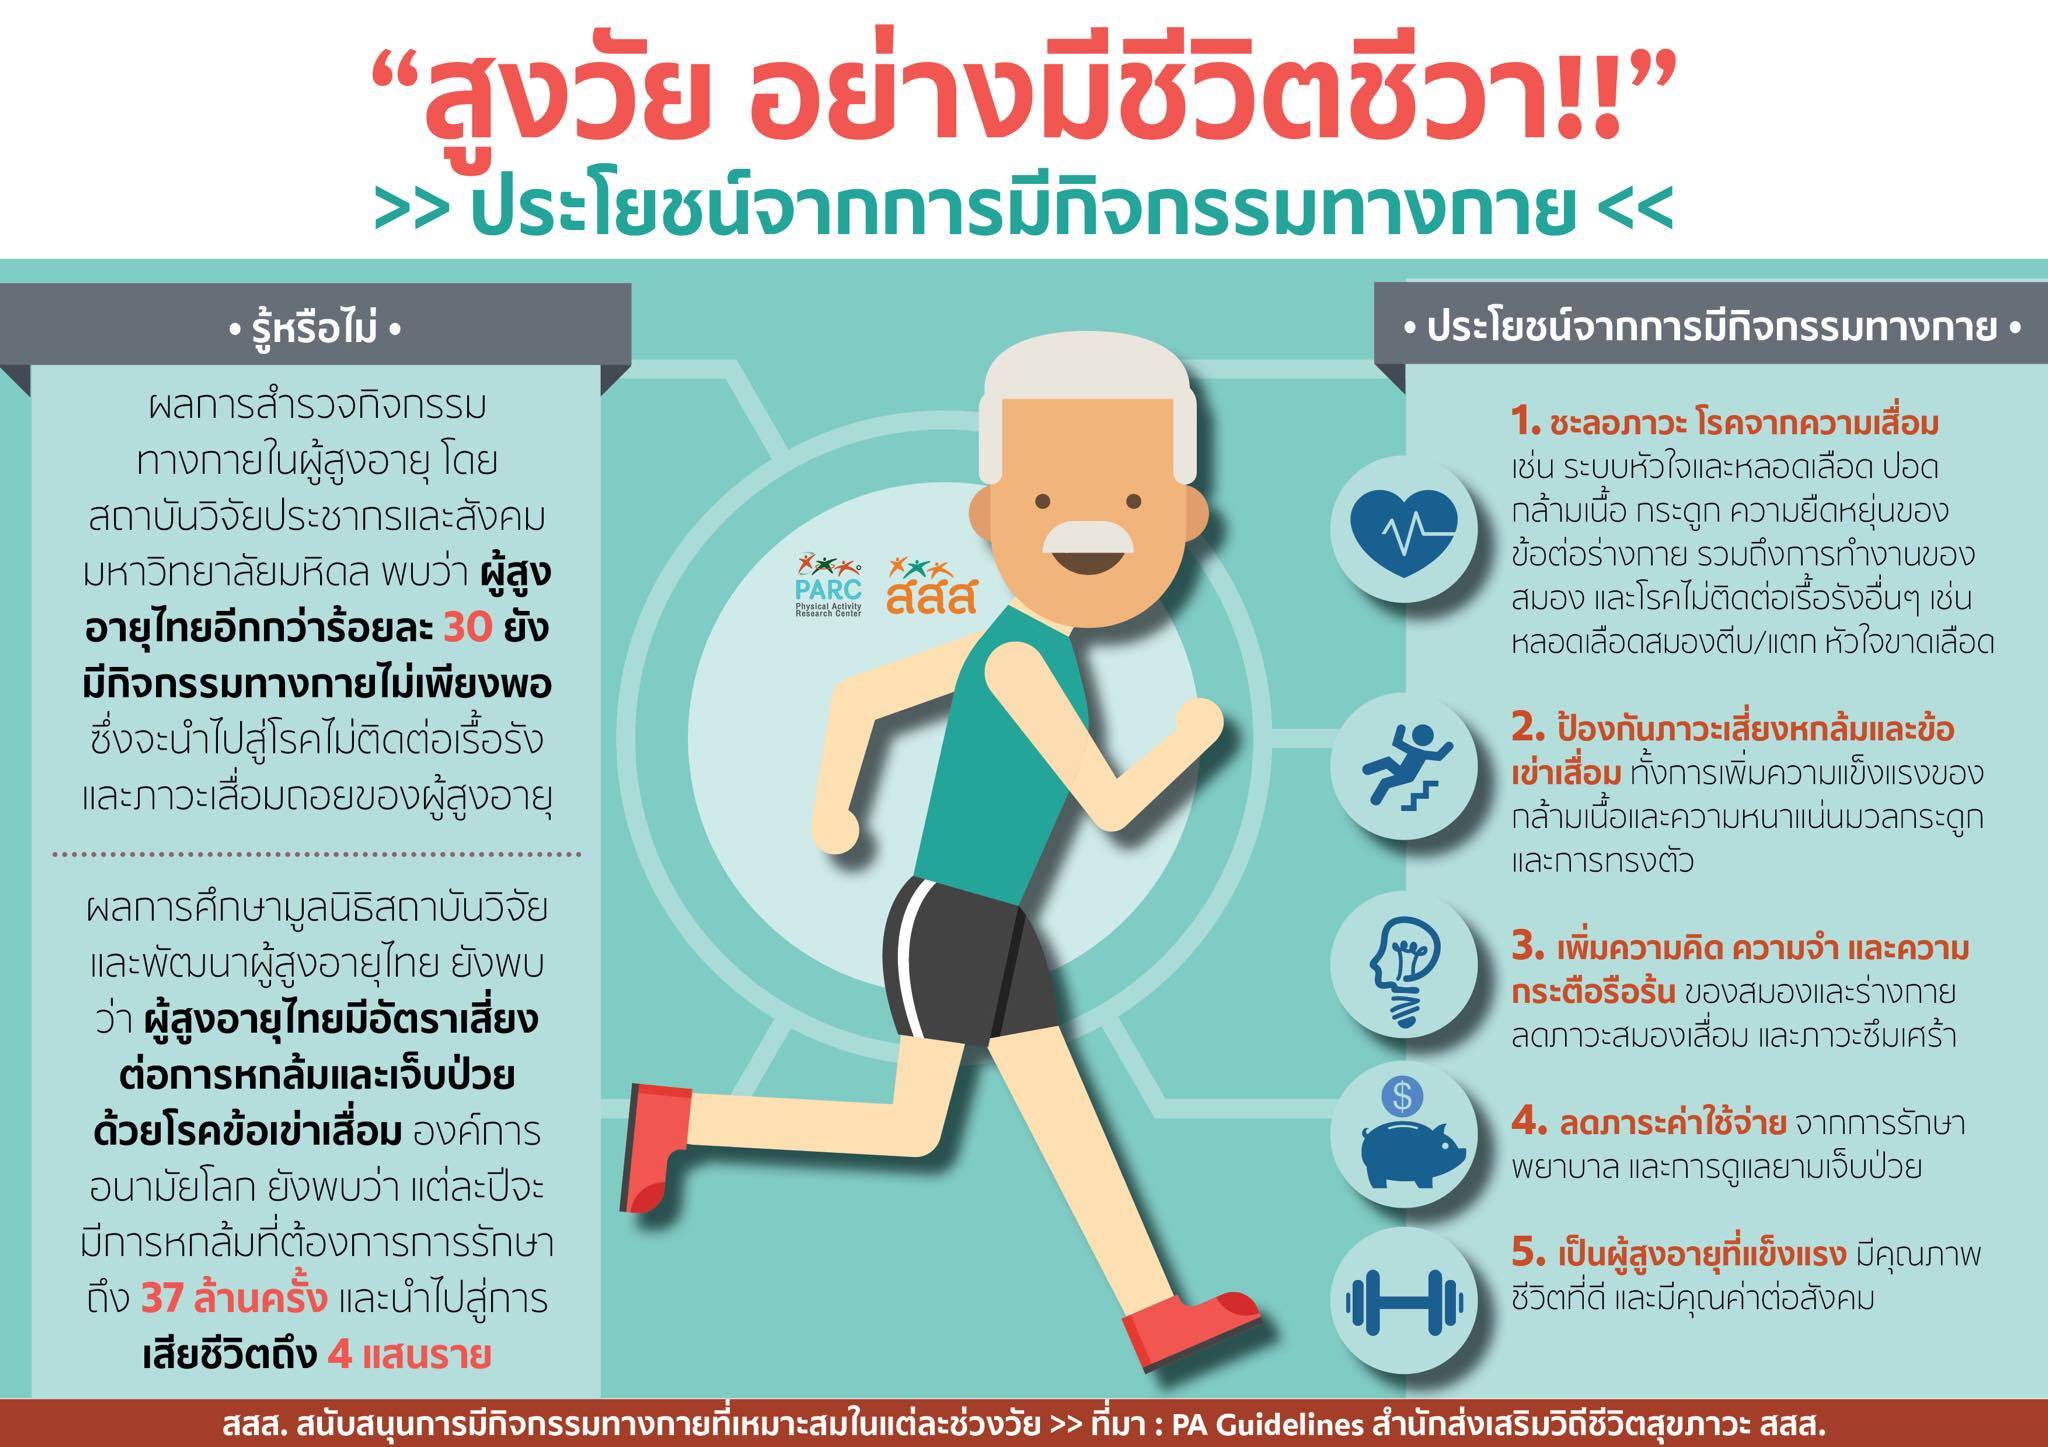 “สูงวัย อย่างมีชีวิตชีวา!!”
>> ประโยชน์จากการมีกิจกรรมทางกาย <<
• รู้หรือไม่ •
ผลการสำรวจกิจกรรม
ทางกายในผู้สูงอายุ โดย
สถาบันวิจัยประชากรและสังคม
มหาวิทยาลัยมหิดล พบว่า ผู้สูง
อายุไทยอีกกว่าร้อยละ 30 ยัง
มีกิจกรรมทางกายไม่เพียงพอ
ซึ่งจะนำไปสู่โรคไม่ติดต่อเรื้อรัง
และภาวะเสื่อมถอยของผู้สูงอายุ
ผลการศึกษามูลนิธิสถาบันวิจัย
และพัฒนาผู้สูงอายุไทย ยังพบ
ว่า ผู้สูงอายุไทยมีอัตราเสี่ยง
ต่อการหกล้มและเจ็บป่วย
ด้วยโรคข้อเข่าเสื่อม องค์การ
อนามัยโลก ยังพบว่า แต่ละปีจะ
มีการหกล้มที่ต้องการการรักษา
ถึง 37 ล้านครั้ง และนำไปสู่การ
เสียชีวิตถึง 4 แสนราย
PARC
Physical Activity
Research Center
สสส
• ประโยชน์จากการมีกิจกรรมทางกาย •
1. ชะลอภาวะ โรคจากความเสื่อม
เช่น ระบบหัวใจและหลอดเลือด ปอด
กล้ามเนื้อ กระดูก ความยืดหยุ่นของ
ข้อต่อร่างกาย รวมถึงการทำงานของ
สมอง และโรคไม่ติดต่อเรื้อรังอื่นๆ เช่น
หลอดเลือดสมองตีบ/แตก หัวใจขาดเลือด
2. ป้องกันภาวะเสี่ยงหกล้มและข้อ
เข่าเสื่อม ทั้งการเพิ่มความแข็งแรงของ
กล้ามเนื้อและความหนาแน่นมวลกระดูก
และการทรงตัว
3. เพิ่มความคิด ความจำ และความ
กระตือรือร้น ของสมองและร่างกาย
ลดภาวะสมองเสื่อม และภาวะซึมเศร้า
$
4. ลดภาระค่าใช้จ่าย จากการรักษา
พยาบาล และการดูแลยามเจ็บป่วย
5. เป็นผู้สูงอายุที่แข็งแรง มีคุณภาพ
ชีวิตที่ดี และมีคุณค่าต่อสังคม
สสส. สนับสนุนการมีกิจกรรมทางกายที่เหมาะสมในแต่ละช่วงวัย >> ที่มา : PA Guidelines สำนักส่งเสริมวิถีชีวิตสุขภาวะ สสส.